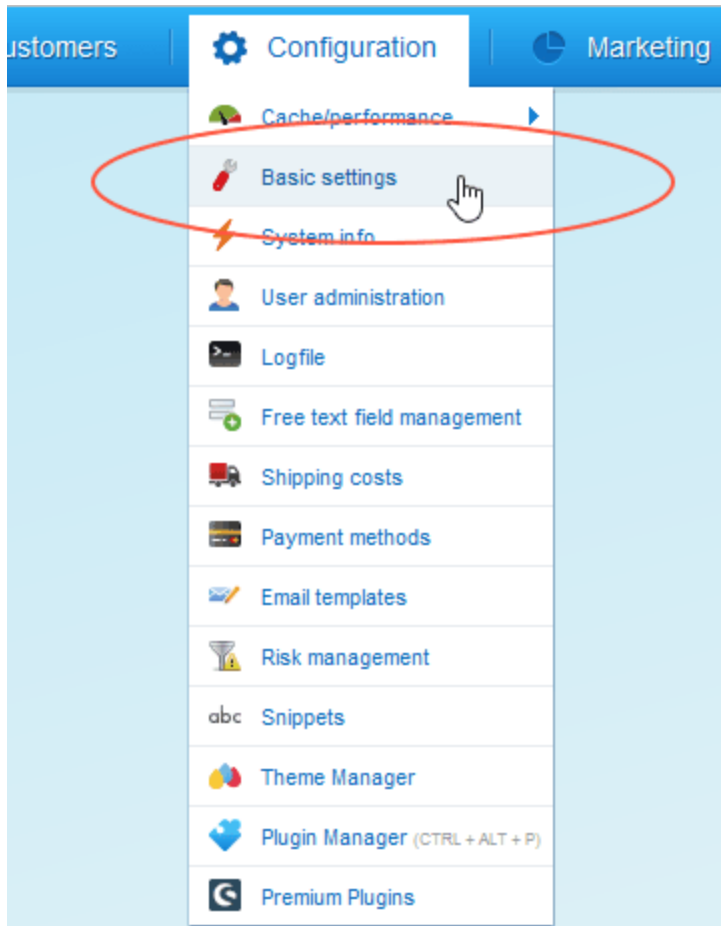 ustomers
Configuration
Marketing
Cache/performance
Basic settings
System info
User administration
Logfile
Free text field management
Shipping costs
Payment methods
Email templates
Risk management
abc Snippets
Theme Manager
Plugin Manager (CTRL + ALT + P)
Premium Plugins